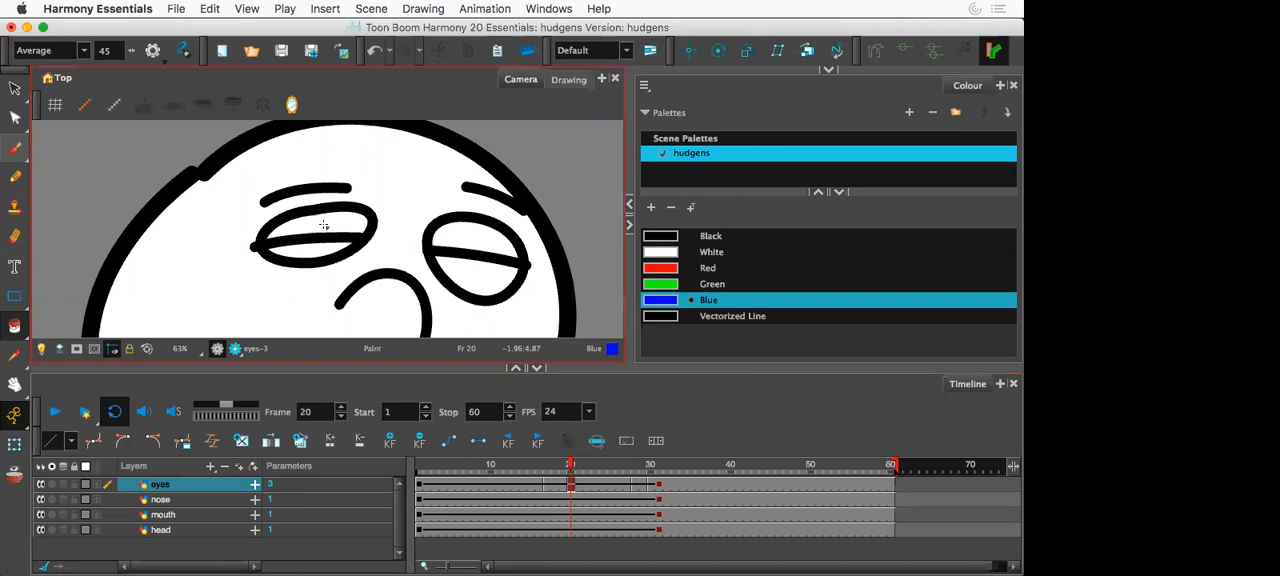 Harmony Essentials File Edit View Play Insert Scene Drawing Animation Windows Help
Toon Boom Harmony 20 Essentials: hudgens Version: hudgens
Average 45 Default
Top Camera Drawing
Colour
Palettes
Scene Palettes
hudgens
Black
White
Red
Green
Blue
Vectorized Line
63% eyes-3 Paint Fr 20 -1.96:4.87 Blue
Timeline
Frame 20 Start 1 Stop 60 FPS 24
KF KF KF KF
Layers Parameters 10 20 30 40 50 60 70
eyes 3
nose 1
mouth 1
head 1